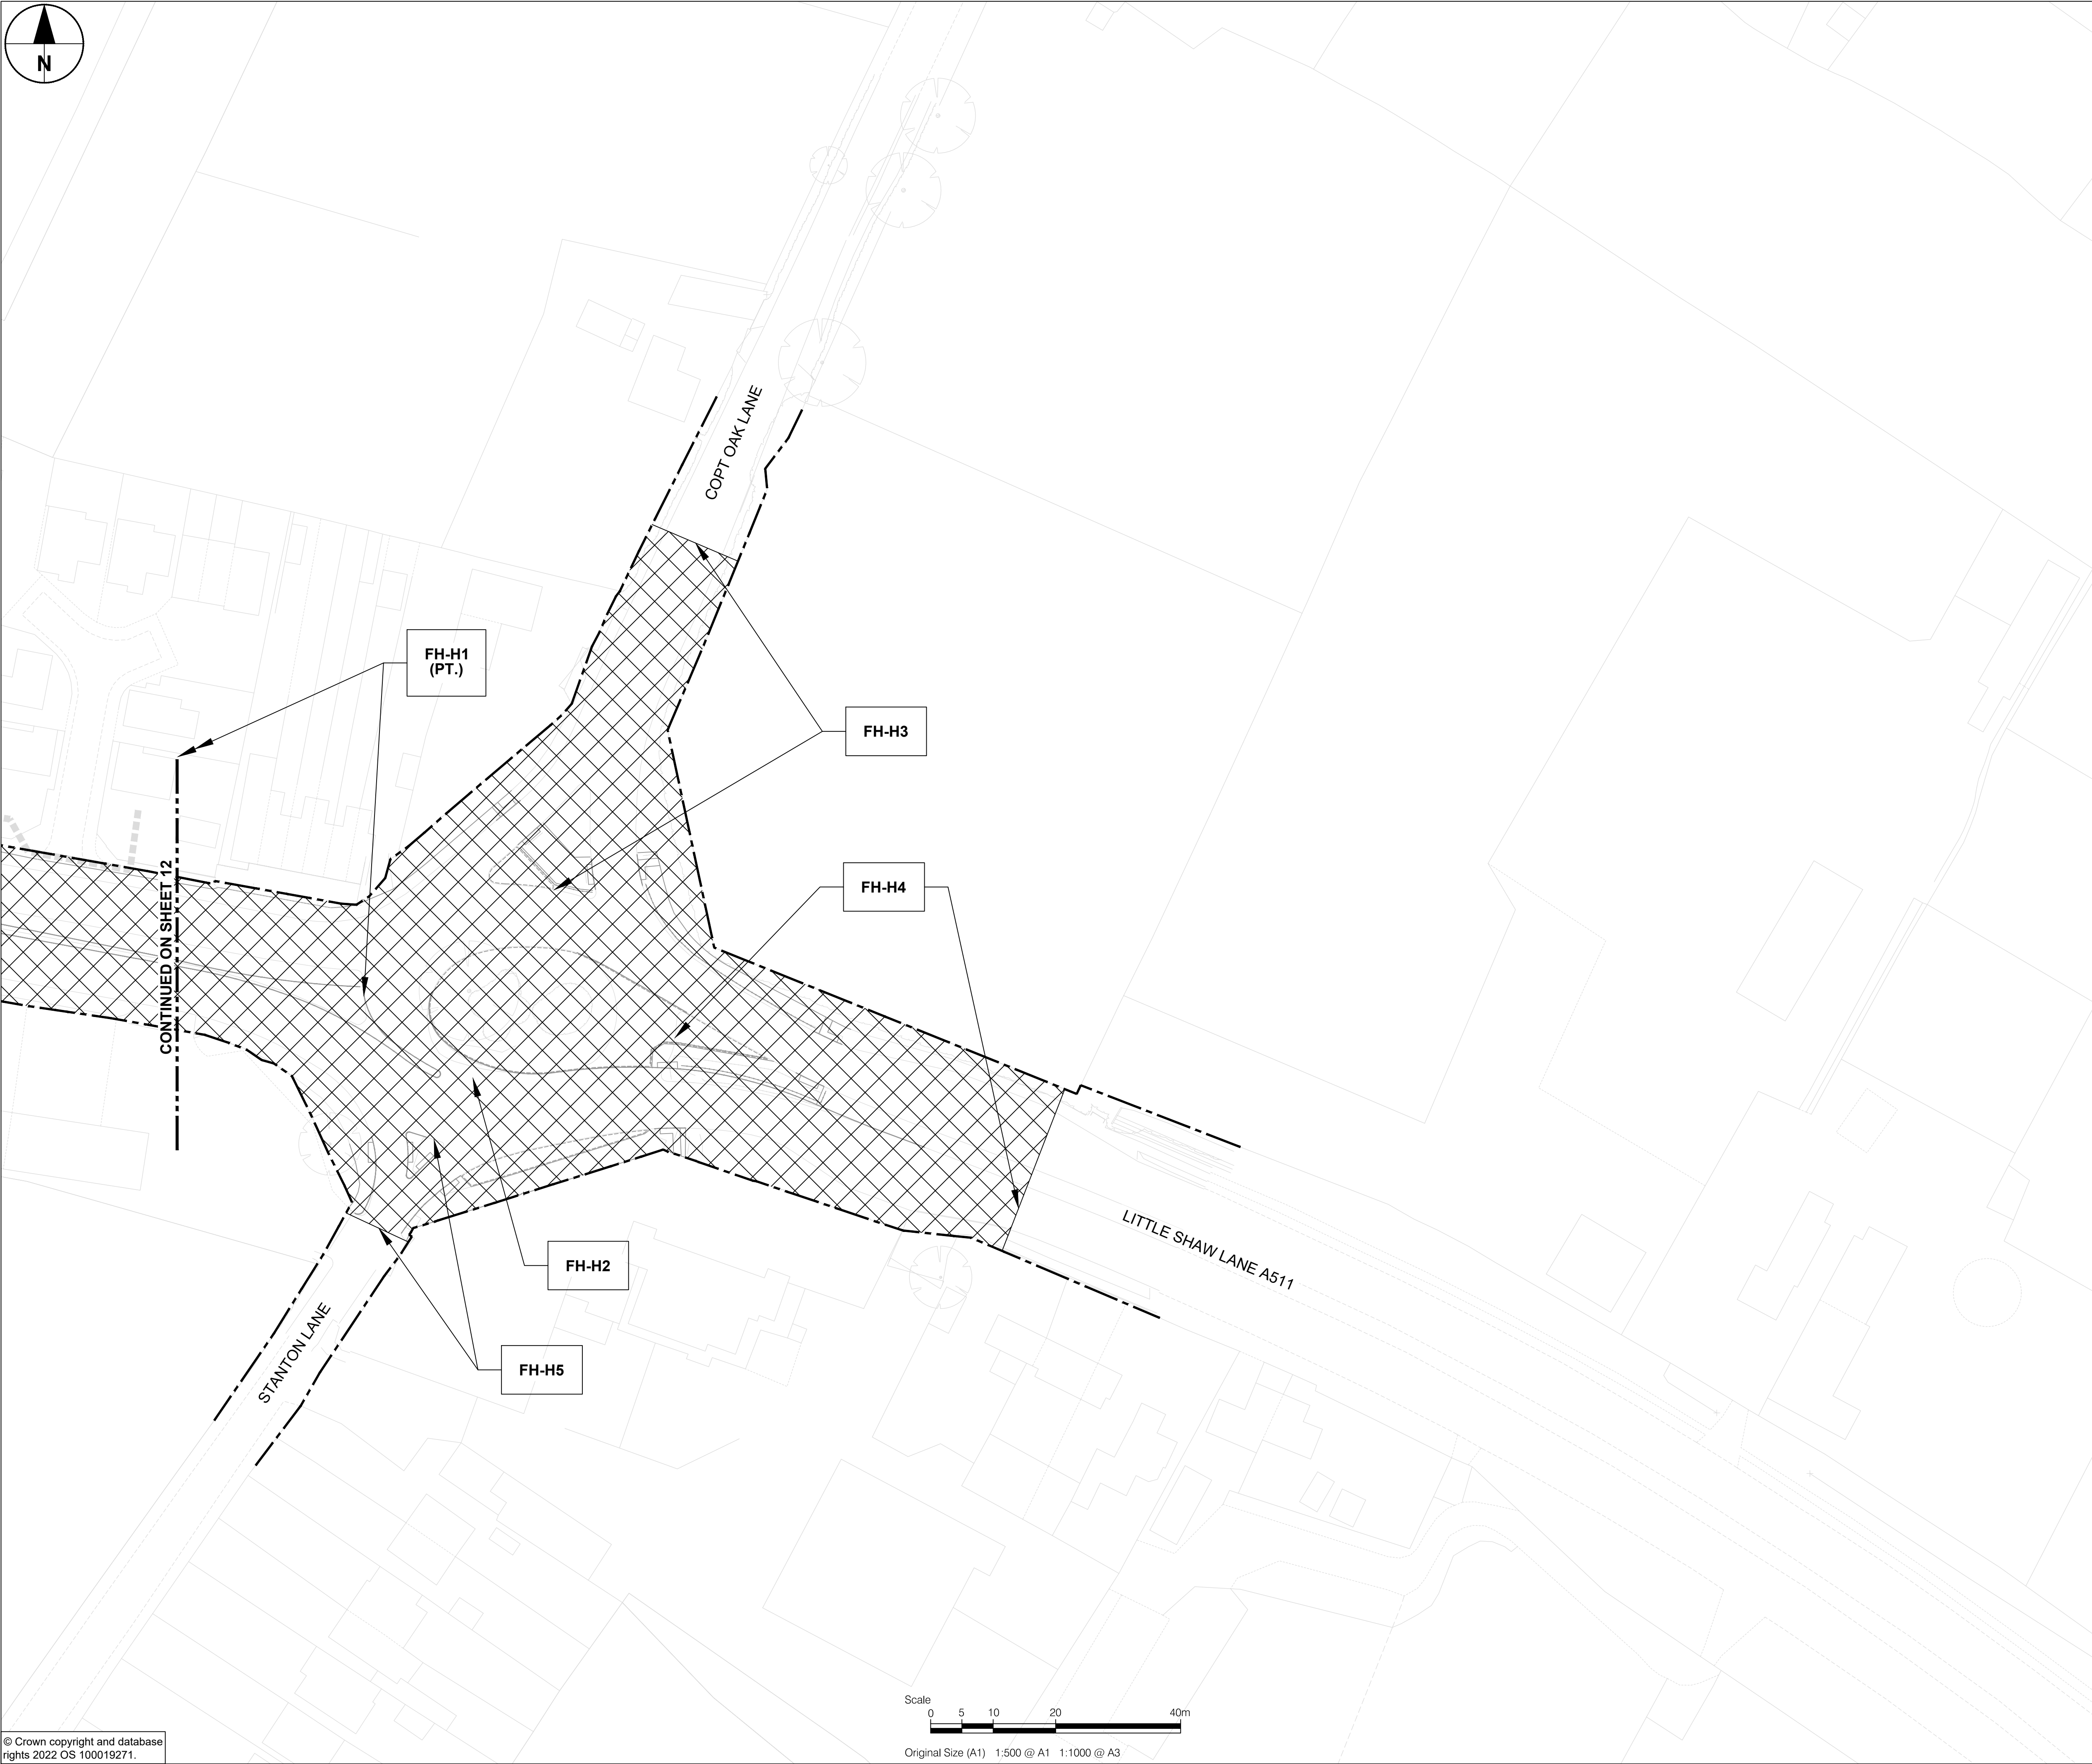 N
COPT OAK LANE
FH-H1
(PT.)
FH-H3
FH-H4
CONTINUED ON SHEET 12
LITTLE SHAW LANE A511
FH-H2
STANTON LANE
FH-H5
Scale
0 5 10 20 40m
Original Size (A1) 1:500 @ A1 1:1000 @ A3
© Crown copyright and database
rights 2022 OS 100019271.